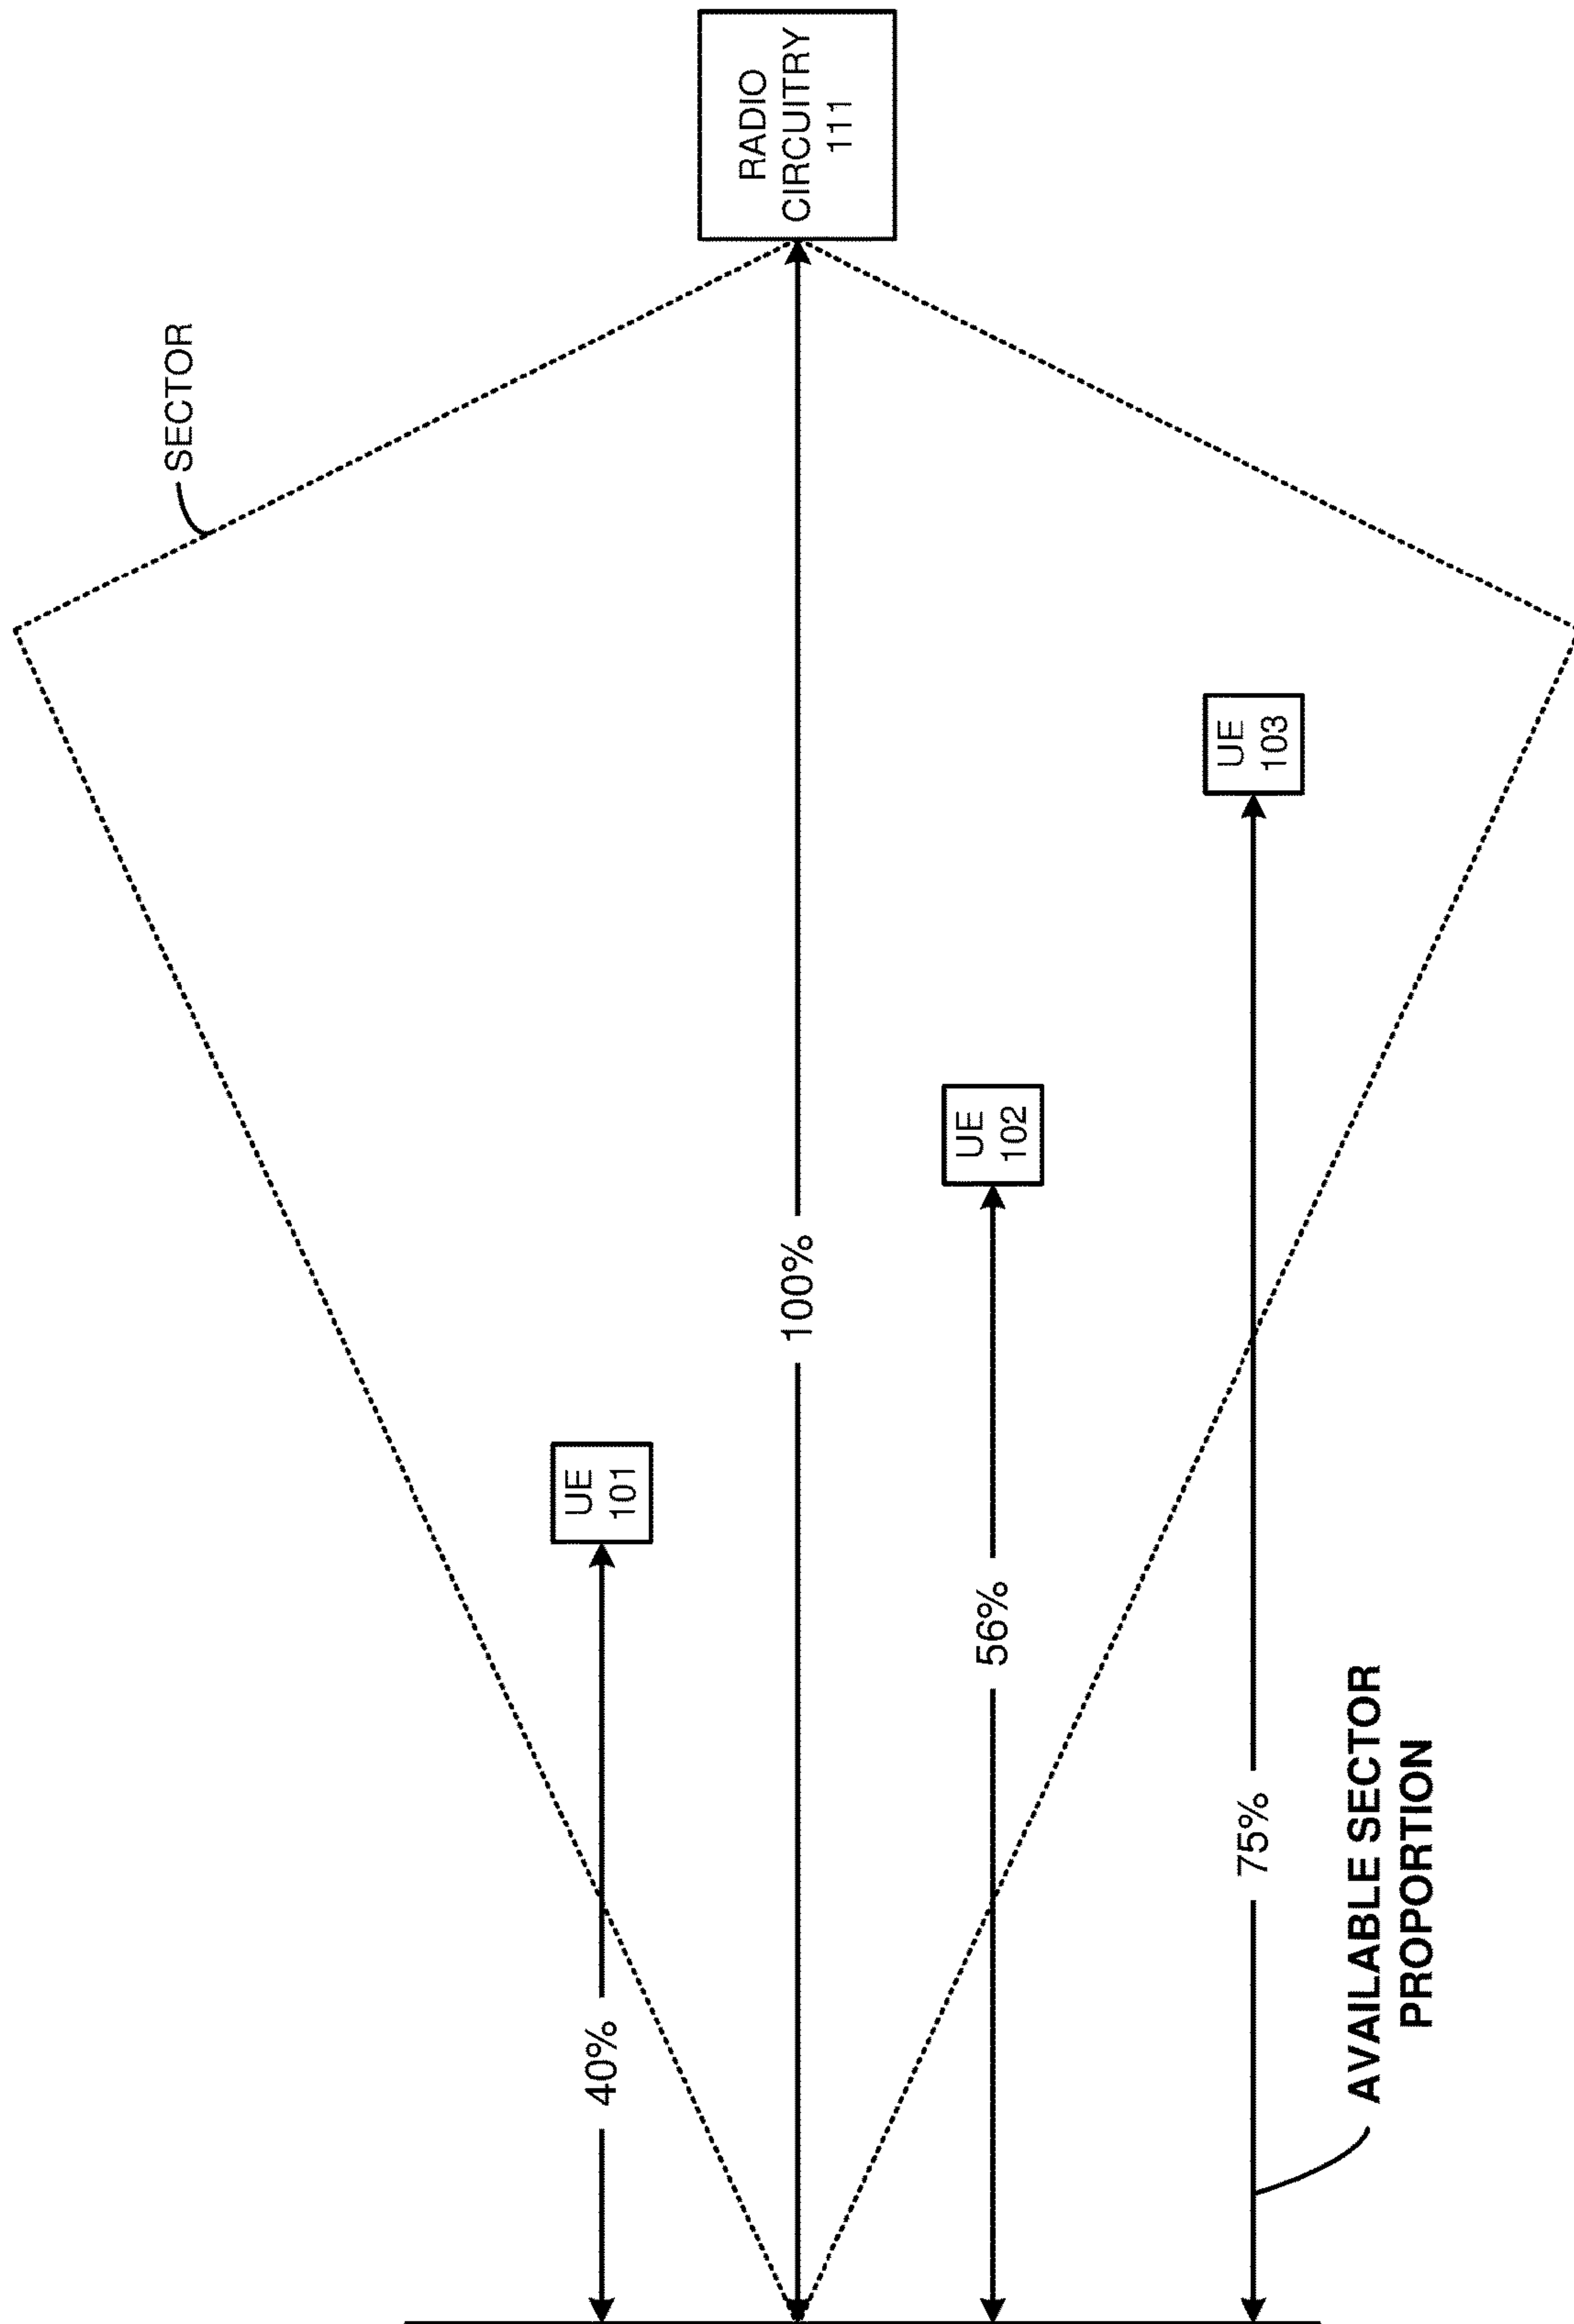 SECTOR
RADIO
CIRCUITRY
111
UE
101
40%
100%
UE
102
56%
UE
103
75%
AVAILABLE SECTOR
PROPORTION